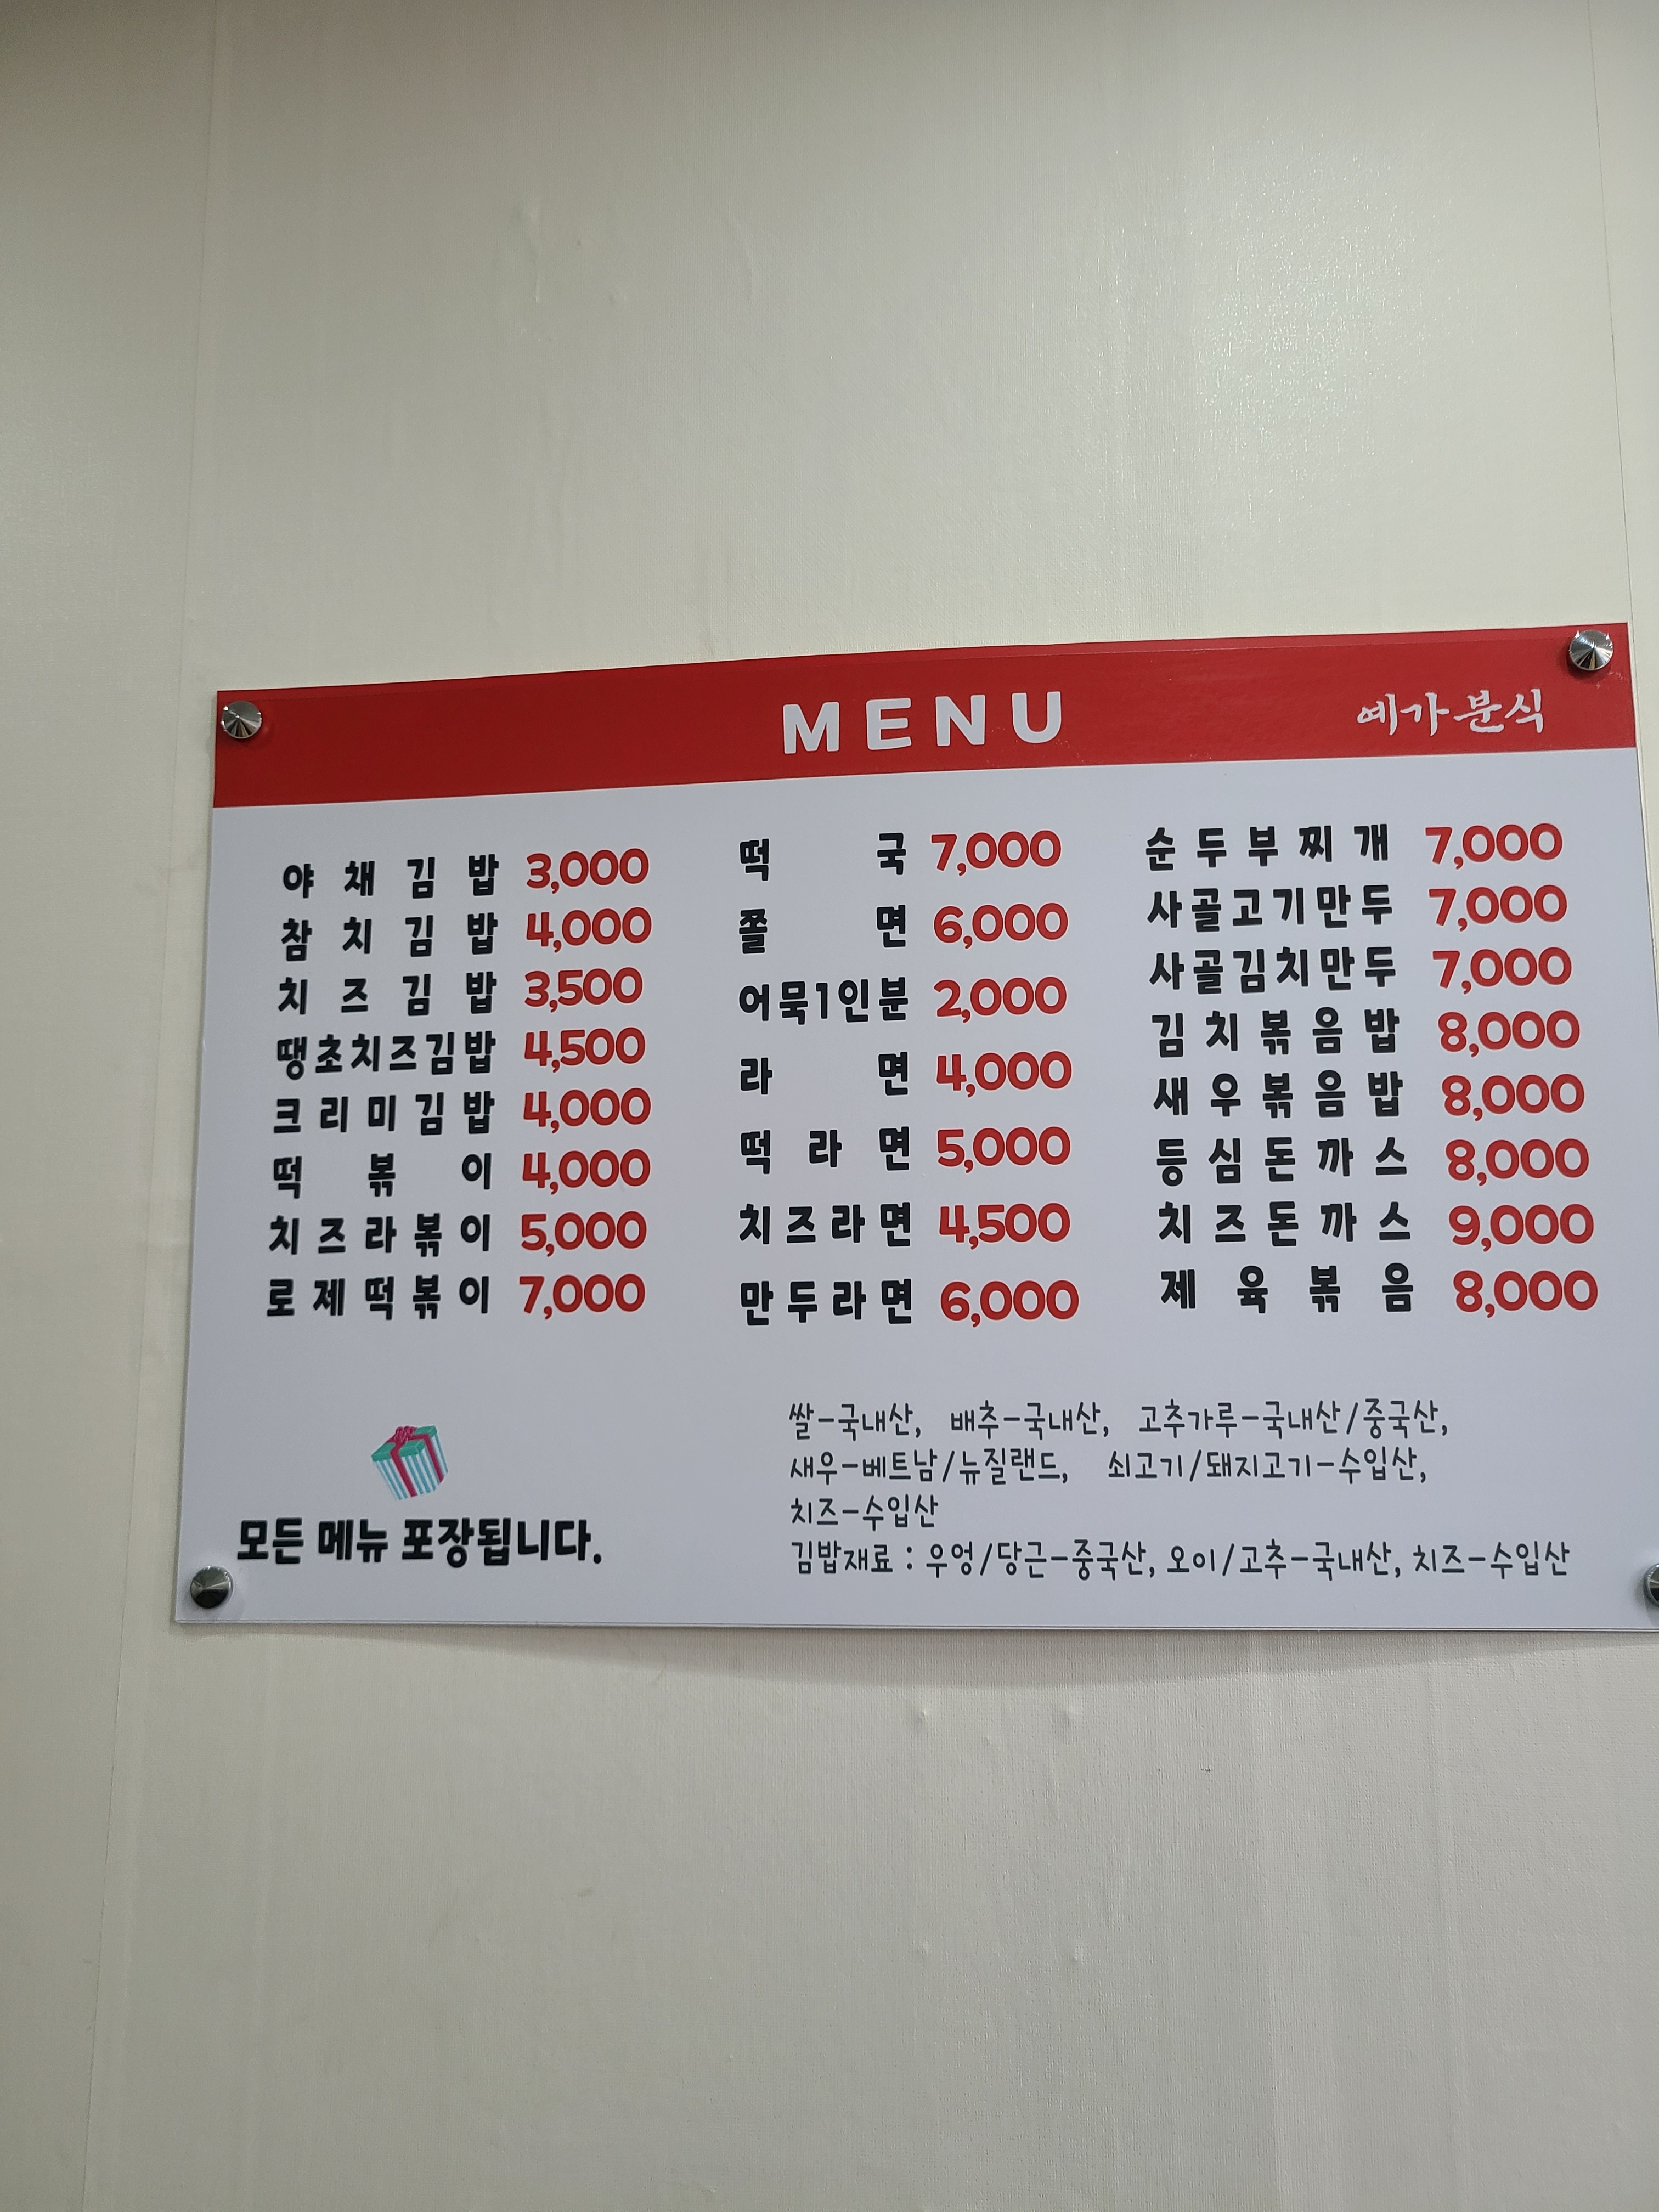 MENU
예가분식
야채김밥 3,000
참치김밥 4,000
치즈김밥 3,500
땡초치즈김밥 4,500
크리미김밥 4,000
떡볶이 4,000
치즈라볶이 5,000
로제떡볶이 7,000
떡국 7,000
쫄면 6,000
어묵1인분 2,000
라면 4,000
떡라면 5,000
치즈라면 4,500
만두라면 6,000
순두부찌개 7,000
사골고기만두 7,000
사골김치만두 7,000
김치볶음밥 8,000
새우볶음밥 8,000
등심돈까스 8,000
치즈돈까스 9,000
제육볶음 8,000
모든 메뉴 포장됩니다.
쌀-국내산, 배추-국내산, 고추가루-국내산/중국산,
새우-베트남/뉴질랜드, 쇠고기/돼지고기-수입산,
치즈-수입산
김밥재료 : 우엉/당근-중국산, 오이/고추-국내산, 치즈-수입산